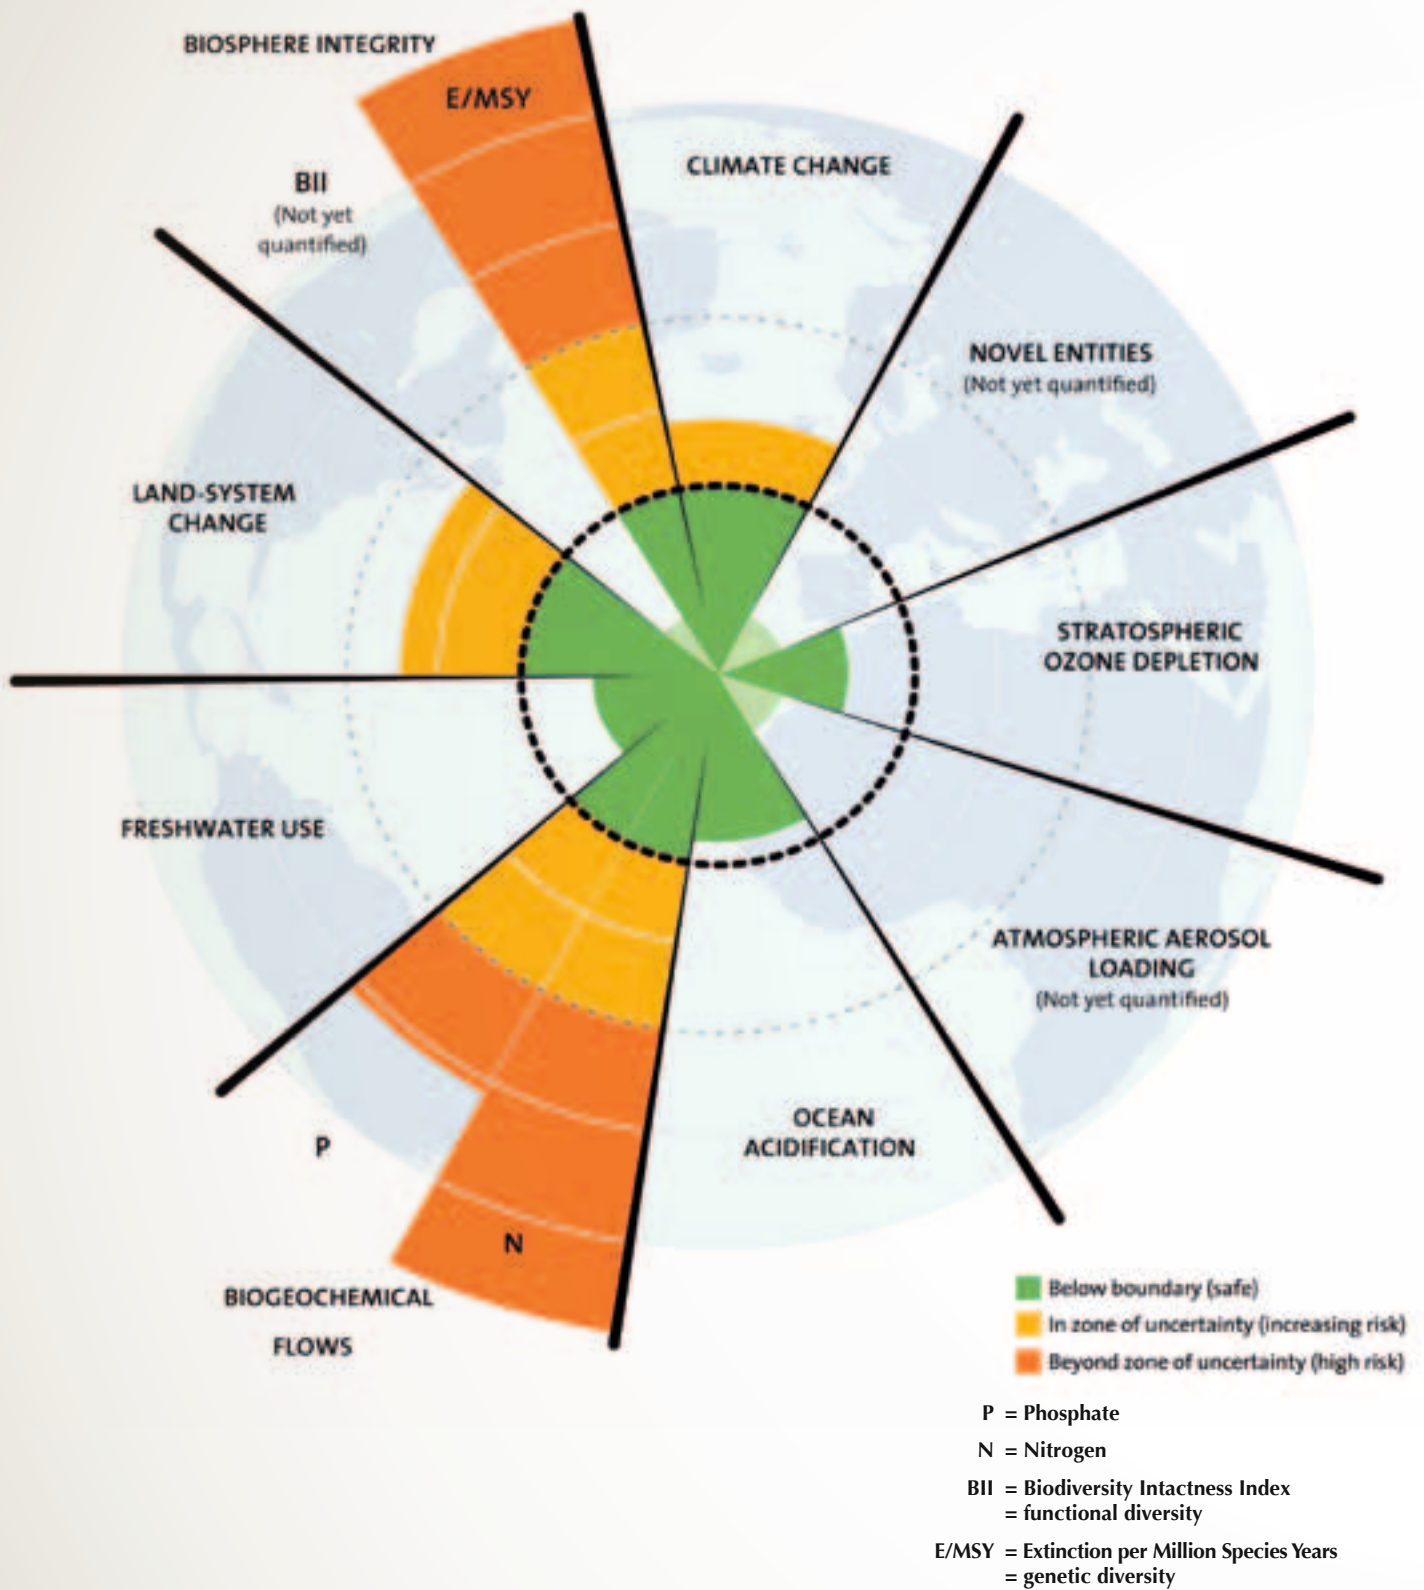 BIOSPHERE INTEGRITY
E/MSY
CLIMATE CHANGE
BII
(Not yet
quantified)
NOVEL ENTITIES
(Not yet quantified)
LAND-SYSTEM
CHANGE
STRATOSPHERIC
OZONE DEPLETION
FRESHWATER USE
ATMOSPHERIC AEROSOL
LOADING
(Not yet quantified)
OCEAN
ACIDIFICATION
P
N
BIOGEOCHEMICAL
FLOWS
Below boundary (safe)
In zone of uncertainty (increasing risk)
Beyond zone of uncertainty (high risk)
P = Phosphate
N = Nitrogen
BII = Biodiversity Intactness Index
= functional diversity
E/MSY = Extinction per Million Species Years
= genetic diversity